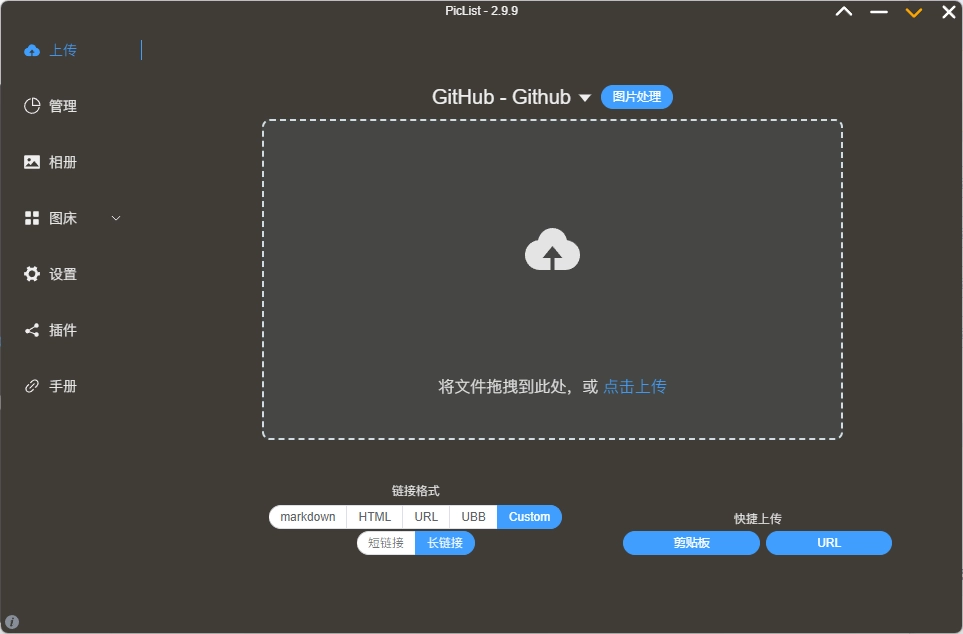 PicList - 2.9.9
上传
管理
相册
图床
设置
插件
手册
GitHub - Github
图片处理
将文件拖拽到此处，或 点击上传
链接格式
markdown HTML URL UBB Custom
短链接 长链接
快捷上传
剪贴板 URL